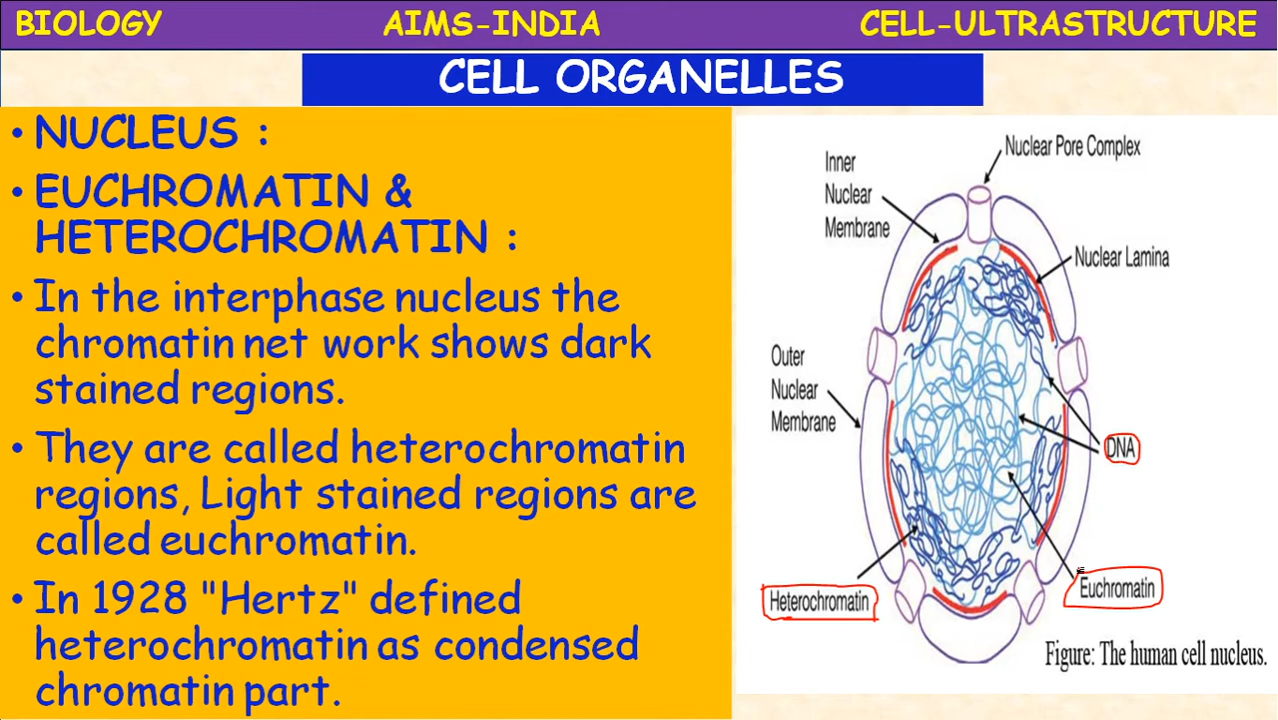 BIOLOGY AIMS-INDIA CELL-ULTRASTRUCTURE
CELL ORGANELLES
• NUCLEUS :
• EUCHROMATIN &
HETEROCHROMATIN :
• In the interphase nucleus the
chromatin net work shows dark
stained regions.
• They are called heterochromatin
regions, Light stained regions are
called euchromatin.
• In 1928 "Hertz" defined
heterochromatin as condensed
chromatin part.
Nuclear Pore Complex
Inner
Nuclear
Membrane
Nuclear Lamina
Outer
Nuclear
Membrane
DNA
Heterochromatin
Euchromatin
Figure: The human cell nucleus.